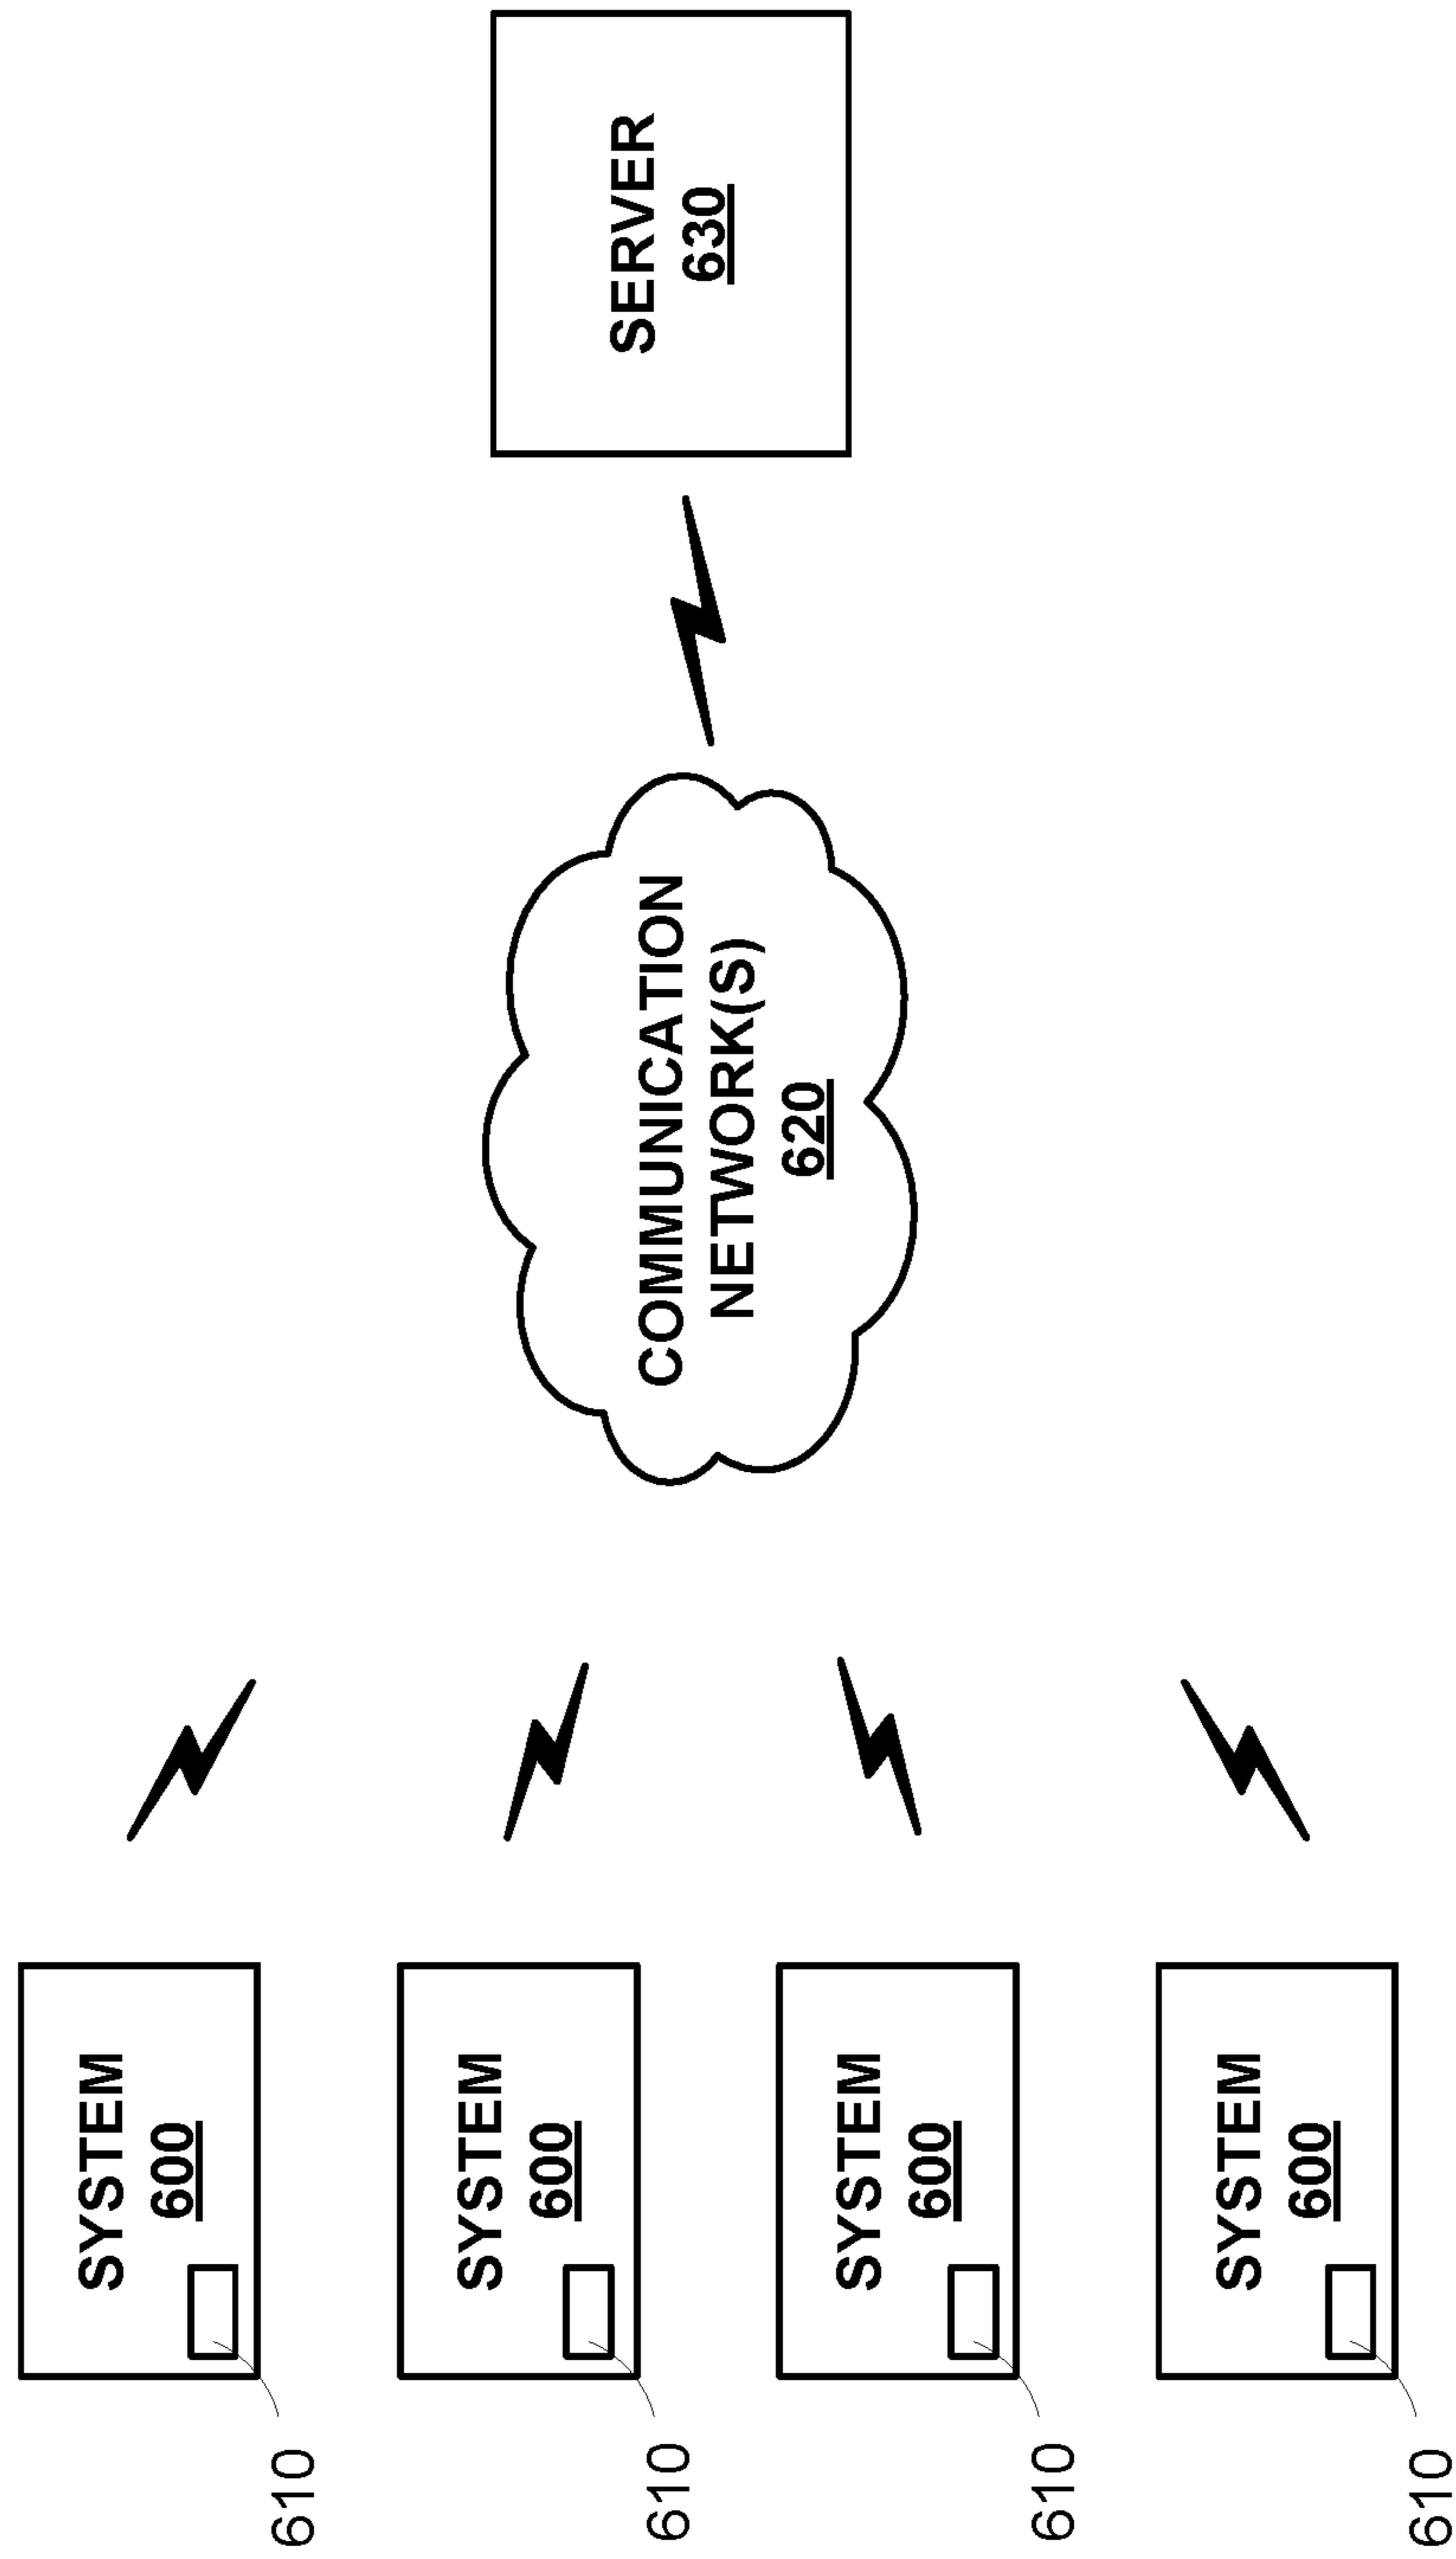 SYSTEM
600
610
SYSTEM
600
610
SYSTEM
600
610
SYSTEM
600
610
COMMUNICATION
NETWORK(S)
620
SERVER
630